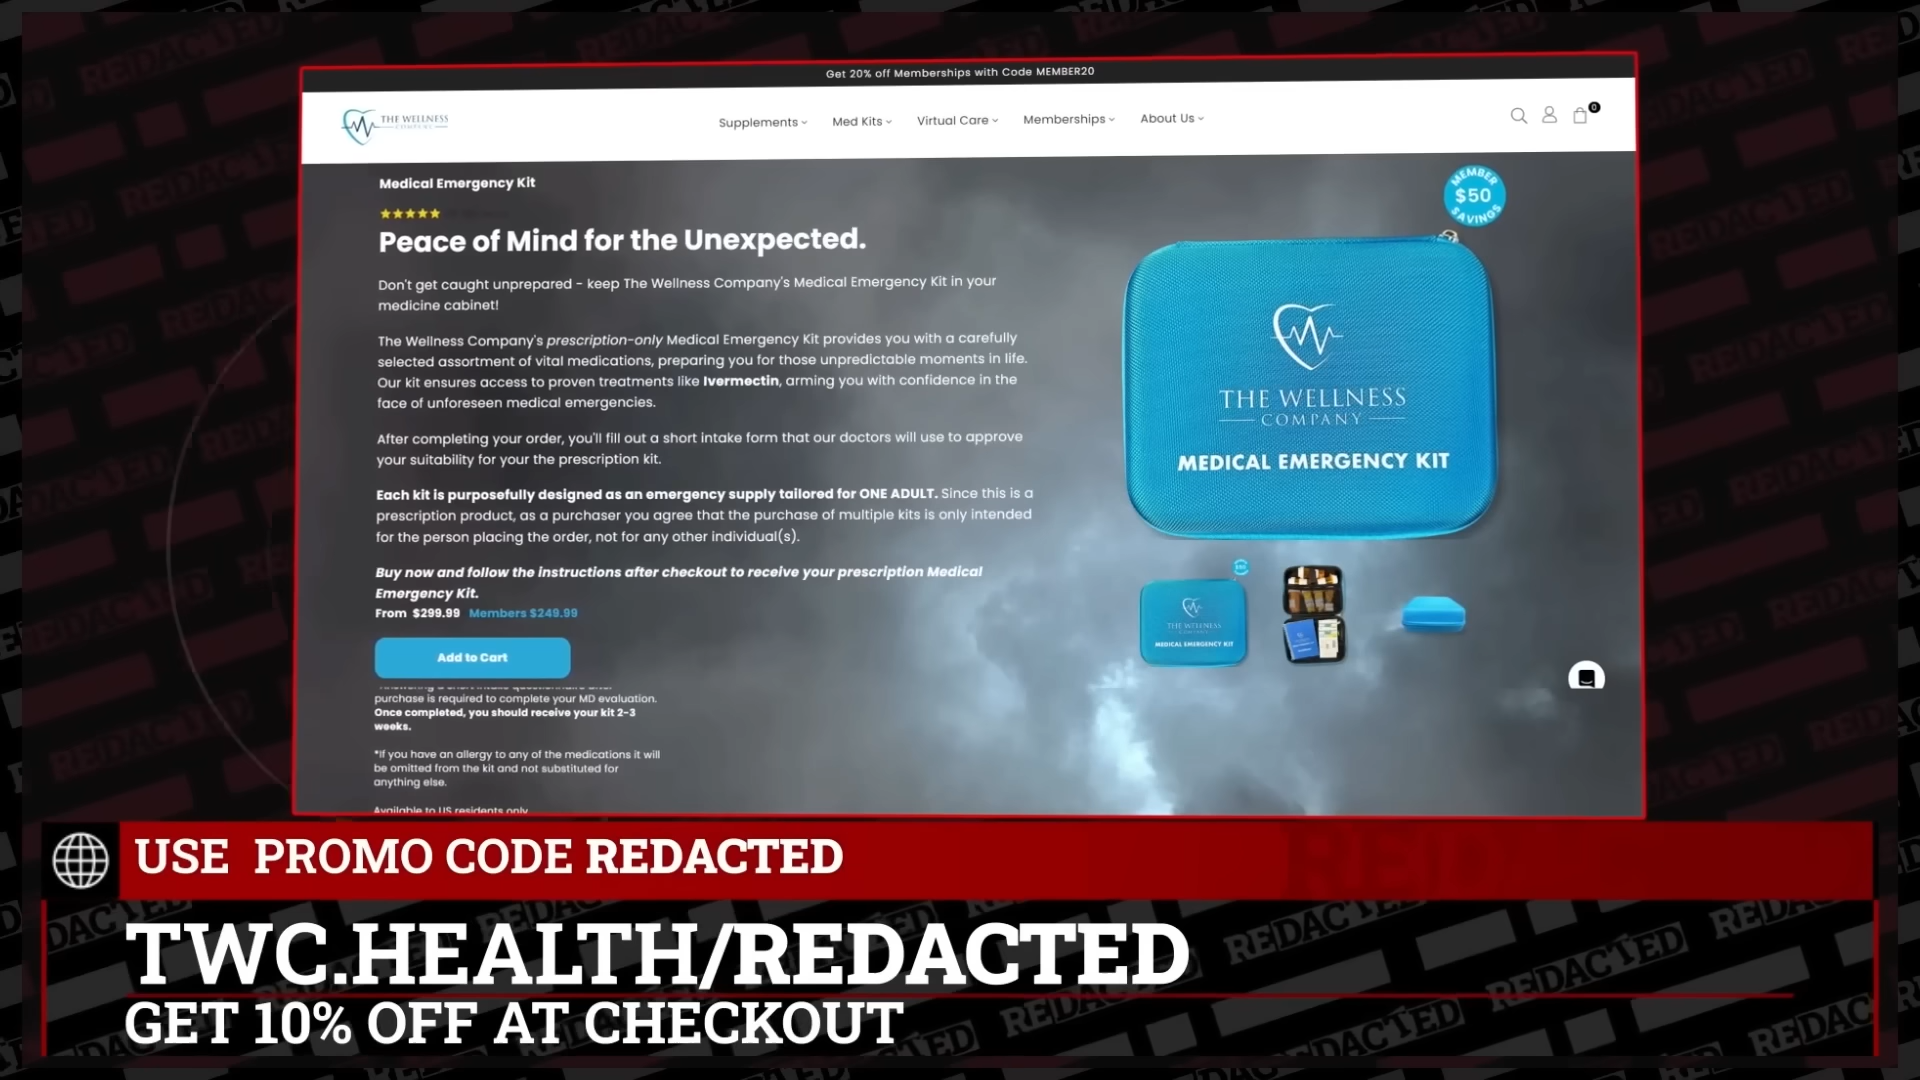 Get 20% off Memberships with Code MEMBER20
THE WELLNESS
COMPANY
Supplements
Med Kits
Virtual Care
Memberships
About Us
0
Medical Emergency Kit
Peace of Mind for the Unexpected.
Don't get caught unprepared - keep The Wellness Company's Medical Emergency Kit in your
medicine cabinet!
The Wellness Company's prescription-only Medical Emergency Kit provides you with a carefully
selected assortment of vital medications, preparing you for those unpredictable moments in life.
Our kit ensures access to proven treatments like Ivermectin, arming you with confidence in the
face of unforeseen medical emergencies.
After completing your order, you'll fill out a short intake form that our doctors will use to approve
your suitability for your the prescription kit.
Each kit is purposefully designed as an emergency supply tailored for ONE ADULT. Since this is a
prescription product, as a purchaser you agree that the purchase of multiple kits is only intended
for the person placing the order, not for any other individual(s).
Buy now and follow the instructions after checkout to receive your prescription Medical
Emergency Kit.
From $299.99 Members $249.99
Add to Cart
purchase is required to complete your MD evaluation.
Once completed, you should receive your kit 2-3
weeks.
*If you have an allergy to any of the medications it will
be omitted from the kit and not substituted for
anything else.
Available to US residents only
MEMBER
$50
SAVINGS
THE WELLNESS
COMPANY
MEDICAL EMERGENCY KIT
THE WELLNESS
MEDICAL EMERGENCY KIT
USE PROMO CODE REDACTED
TWC.HEALTH/REDACTED
GET 10% OFF AT CHECKOUT